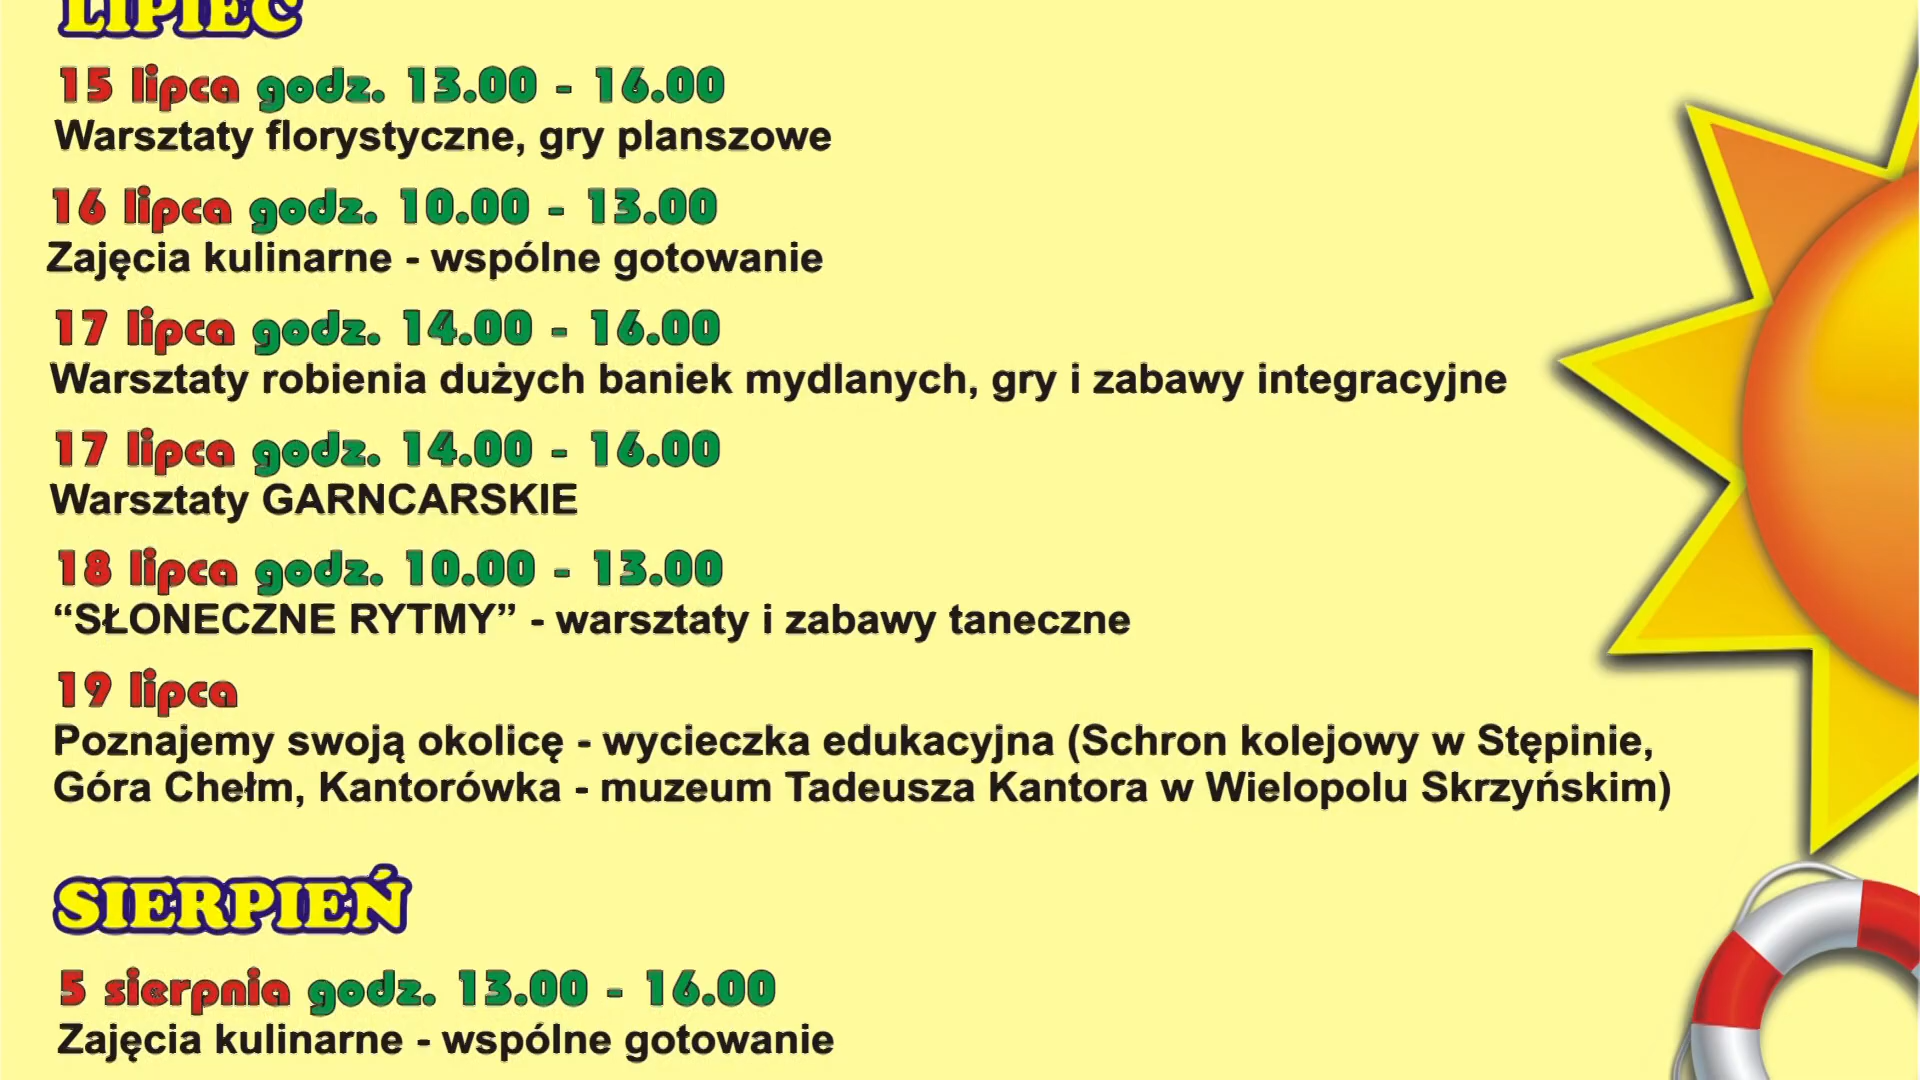 LIPIEC
15 lipca godz. 13.00 - 16.00
Warsztaty florystyczne, gry planszowe
16 lipca godz. 10.00 - 13.00
Zajęcia kulinarne - wspólne gotowanie
17 lipca godz. 14.00 - 16.00
Warsztaty robienia dużych baniek mydlanych, gry i zabawy integracyjne
17 lipca godz. 14.00 - 16.00
Warsztaty GARNCARSKIE
18 lipca godz. 10.00 - 13.00
“SŁONECZNE RYTMY” - warsztaty i zabawy taneczne
19 lipca
Poznajemy swoją okolicę - wycieczka edukacyjna (Schron kolejowy w Stępinie,
Góra Chełm, Kantorówka - muzeum Tadeusza Kantora w Wielopolu Skrzyńskim)
SIERPIEŃ
5 sierpnia godz. 13.00 - 16.00
Zajęcia kulinarne - wspólne gotowanie